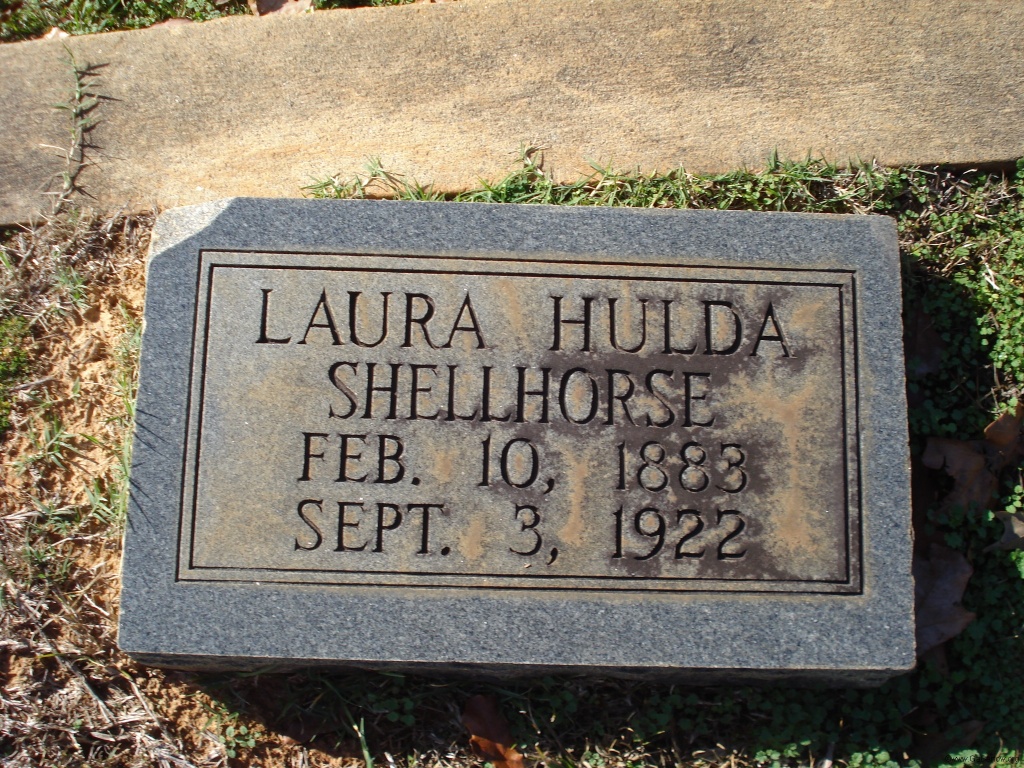 LAURA HULDA
SHELLHORSE
FEB. 10, 1883
SEPT. 3, 1922